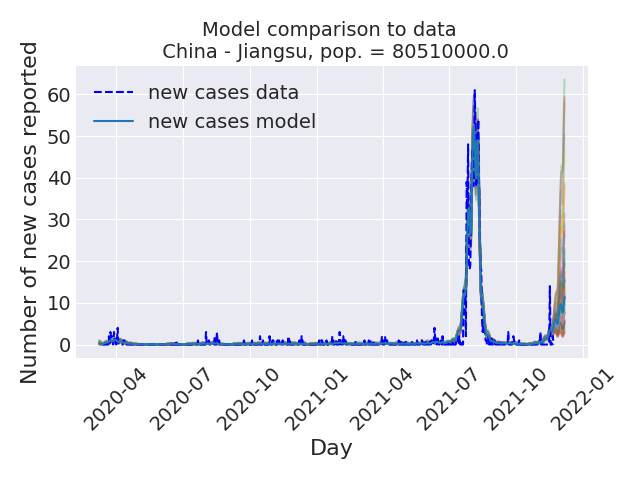 Model comparison to data
China - Jiangsu, pop. = 80510000.0
Number of new cases reported
60
50
40
30
20
10
0
new cases data
new cases model
2020-04
2020-07
2020-10
2021-01
2021-04
2021-07
2021-10
2022-01
Day